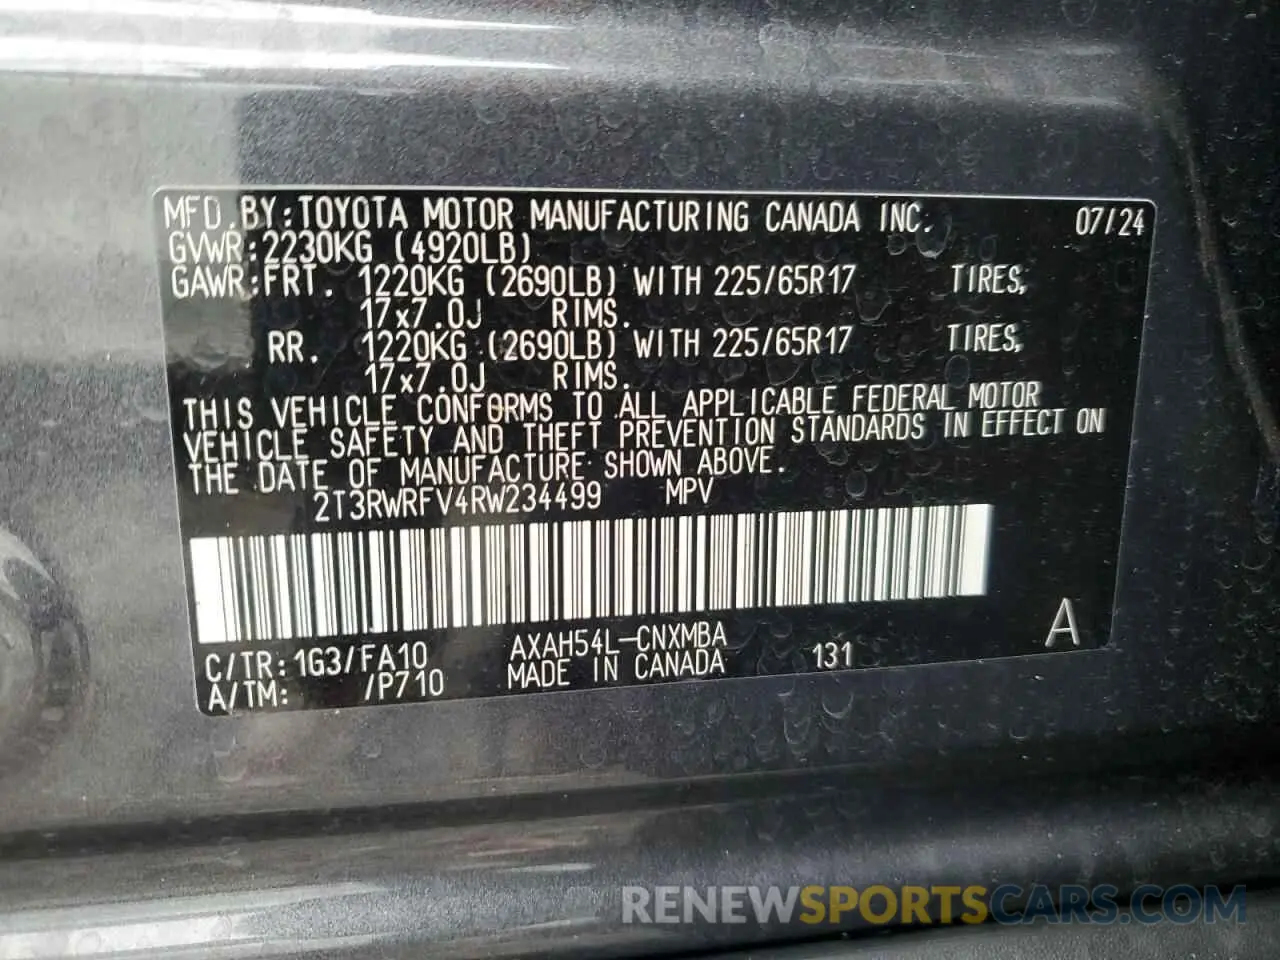 MFD.BY:TOYOTA MOTOR MANUFACTURING CANADA INC. 07/24
GVWR:2230KG (4920LB)
GAWR:FRT. 1220KG (2690LB) WITH 225/65R17 TIRES,
17x7.0J RIMS.
RR. 1220KG (2690LB) WITH 225/65R17 TIRES,
17x7.0J RIMS.
THIS VEHICLE CONFORMS TO ALL APPLICABLE FEDERAL MOTOR
VEHICLE SAFETY AND THEFT PREVENTION STANDARDS IN EFFECT ON
THE DATE OF MANUFACTURE SHOWN ABOVE.
2T3RWRFV4RW234499 MPV
C/TR:1G3/FA10 AXAH54L-CNXMBA 131 A
A/TM: /P710 MADE IN CANADA
RENEWSPORTSCARS.COM